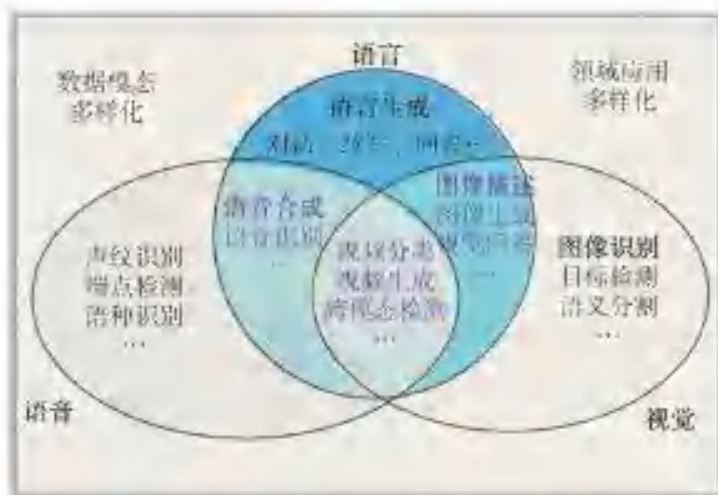 语言
数据模态
多样化
领域应用
多样化
语言生成
对话
图像描述
语音合成
图像生成
语音识别
视觉问答
…
…
声纹识别
端点检测
语种识别
…
视频分类
视频生成
跨模态检测
…
图像识别
目标检测
语义分割
…
语音
视觉